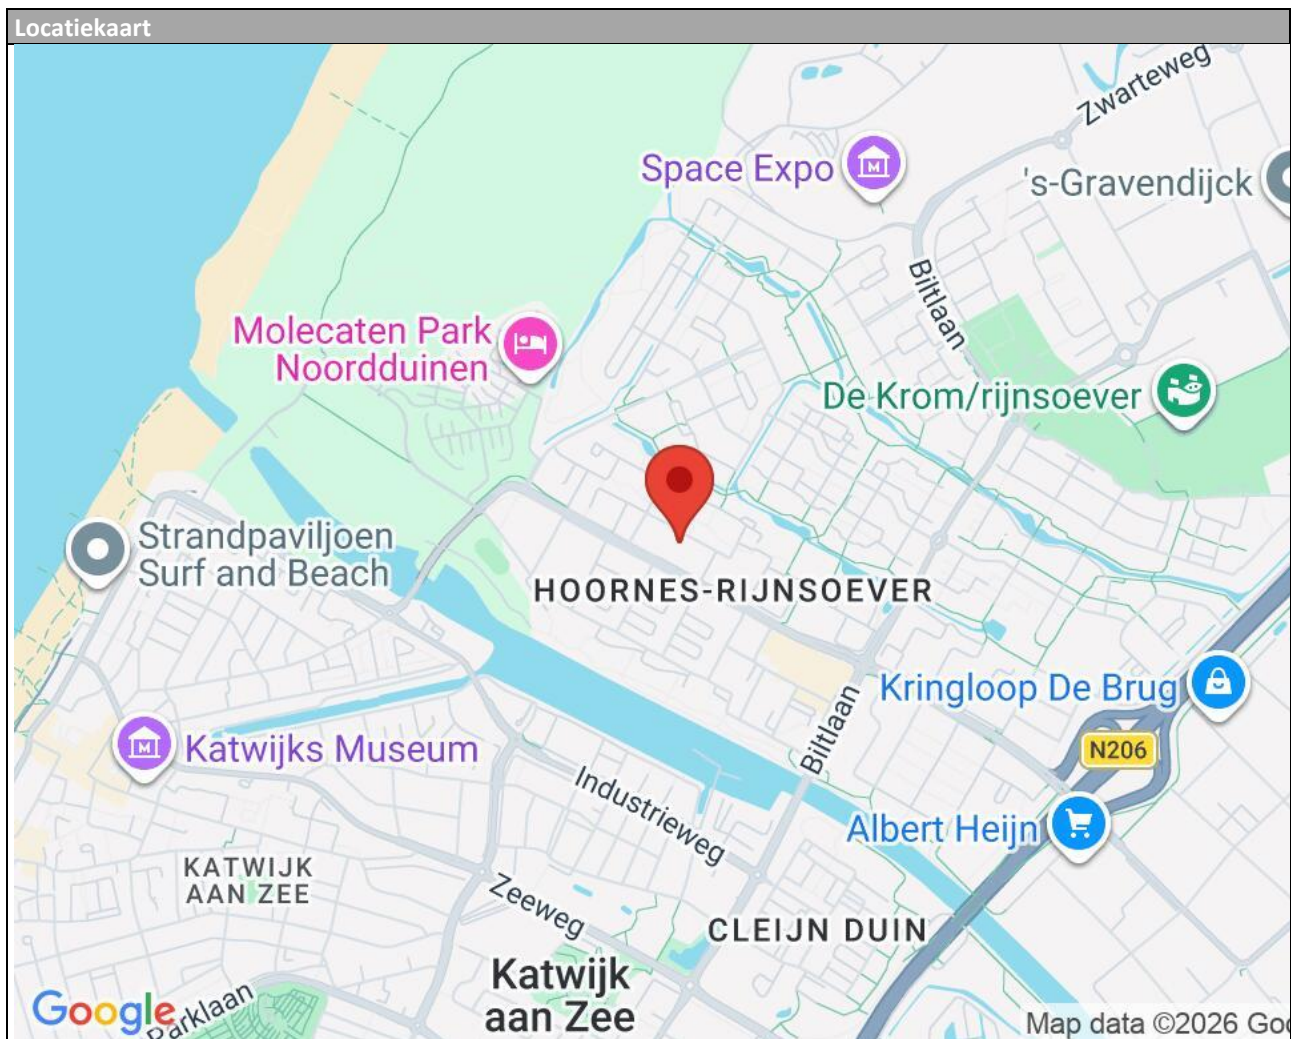 Locatiekaart
Zwarteweg
Space Expo
's-Gravendijck
Biltlaan
Molecaten Park
Noordduinen
De Krom/rijnsoever
Strandpaviljoen
Surf and Beach
HOORNES-RIJNSOEVER
Kringloop De Brug
Biltlaan
Katwijks Museum
N206
Industrieweg
Albert Heijn
KATWIJK
AAN ZEE
Zeeweg
CLEIJN DUIN
Katwijk
aan Zee
Google
Parklaan
Map data ©2026 Goo